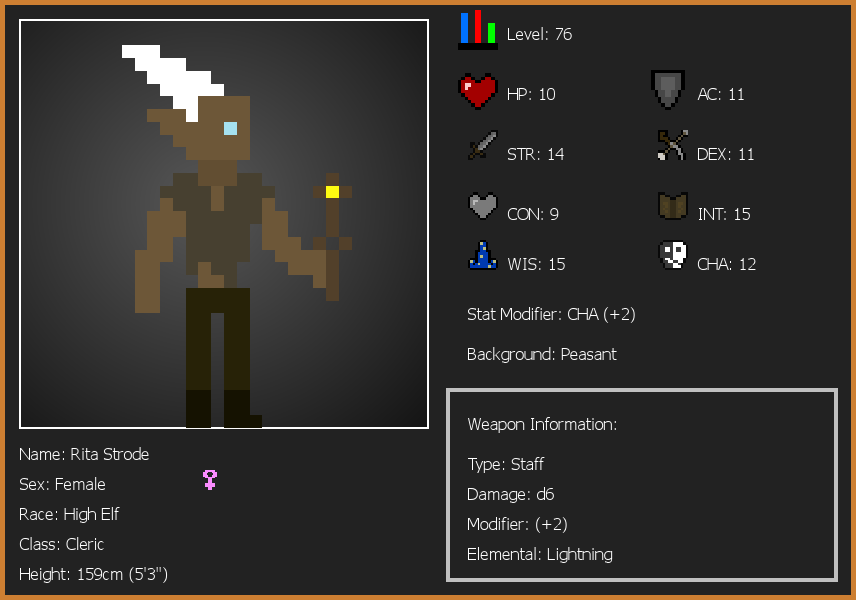 Level: 76
HP: 10
AC: 11
STR: 14
DEX: 11
CON: 9
INT: 15
WIS: 15
CHA: 12
Stat Modifier: CHA (+2)
Background: Peasant
Weapon Information:
Type: Staff
Damage: d6
Modifier: (+2)
Elemental: Lightning
Name: Rita Strode
Sex: Female
Race: High Elf
Class: Cleric
Height: 159cm (5'3")